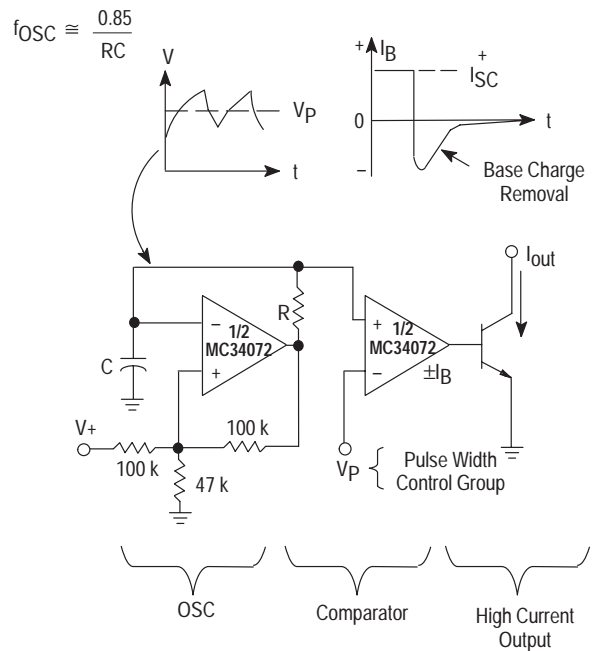 fOSC ≅ 0.85
RC
V
VP
t
+ IB
+
ISC
0
t
−
Base Charge
Removal
Iout
R
−
1/2
MC34072
+
C
+
1/2
MC34072
−
±IB
V+
100 k
100 k
47 k
VP { Pulse Width
Control Group
OSC
Comparator
High Current
Output